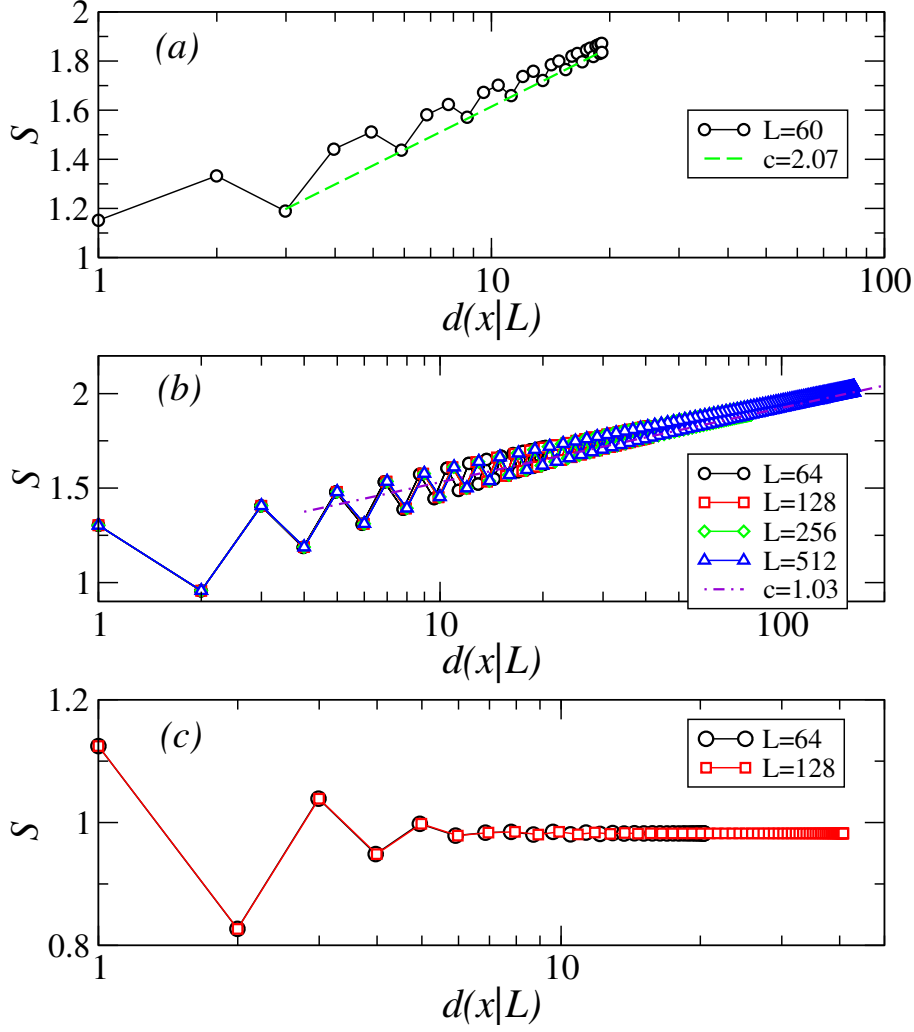 (a)
2
1.8
1.6
1.4
1.2
1
S
L=60
c=2.07
1
10
100
d(x|L)
(b)
2
1.5
1
S
L=64
L=128
L=256
L=512
c=1.03
1
10
100
d(x|L)
(c)
1.2
1
0.8
S
L=64
L=128
1
10
d(x|L)